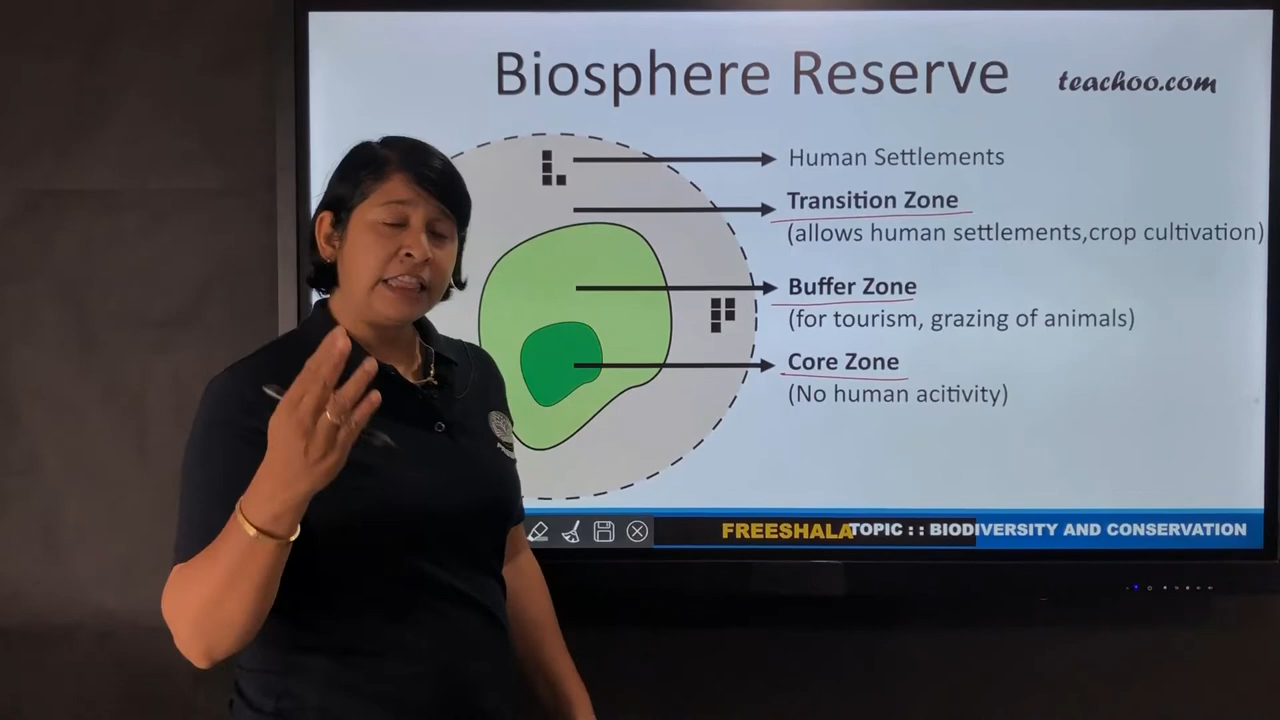 Biosphere Reserve
teachoo.com
Human Settlements
Transition Zone
(allows human settlements,crop cultivation)
Buffer Zone
(for tourism, grazing of animals)
Core Zone
(No human acitivity)
FREESHALA
TOPIC : : BIODIVERSITY AND CONSERVATION